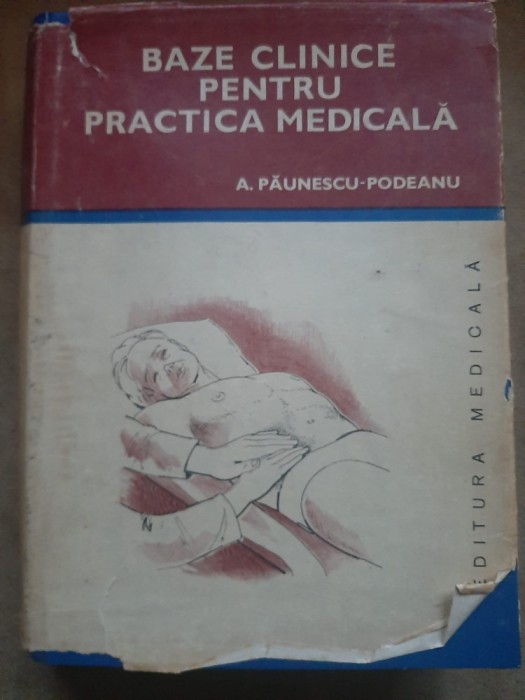 BAZE CLINICE
PENTRU
PRACTICA MEDICALĂ
A. PĂUNESCU-PODEANU
EDITURA MEDICALĂ